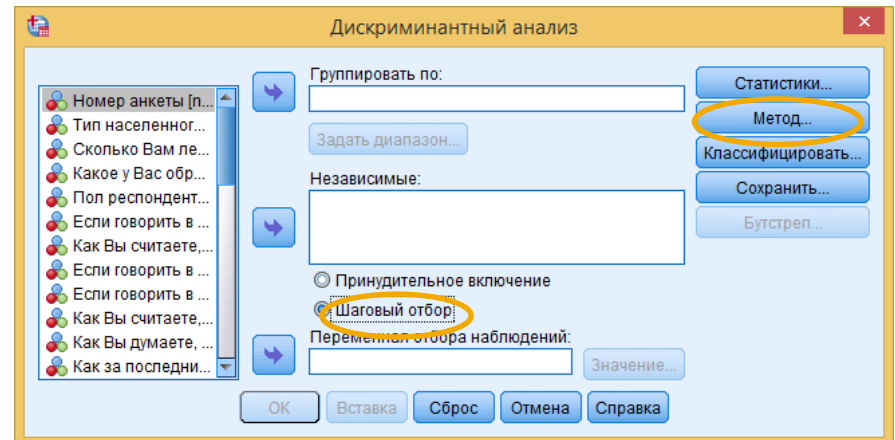 Дискриминантный анализ
Номер анкеты [п...
Тип населенног...
Сколько Вам ле...
Какое у Вас обр...
Пол респондент...
Если говорить в ...
Как Вы считаете,...
Если говорить в ...
Если говорить в ...
Как Вы считаете,...
Как Вы думаете, ...
Как за последни...
Группировать по:
Задать диапазон...
Независимые:
Принудительное включение
Шаговый отбор
Переменная отбора наблюдений:
Значение...
Статистики...
Метод...
Классифицировать...
Сохранить...
Бутстреп...
ОК
Вставка
Сброс
Отмена
Справка